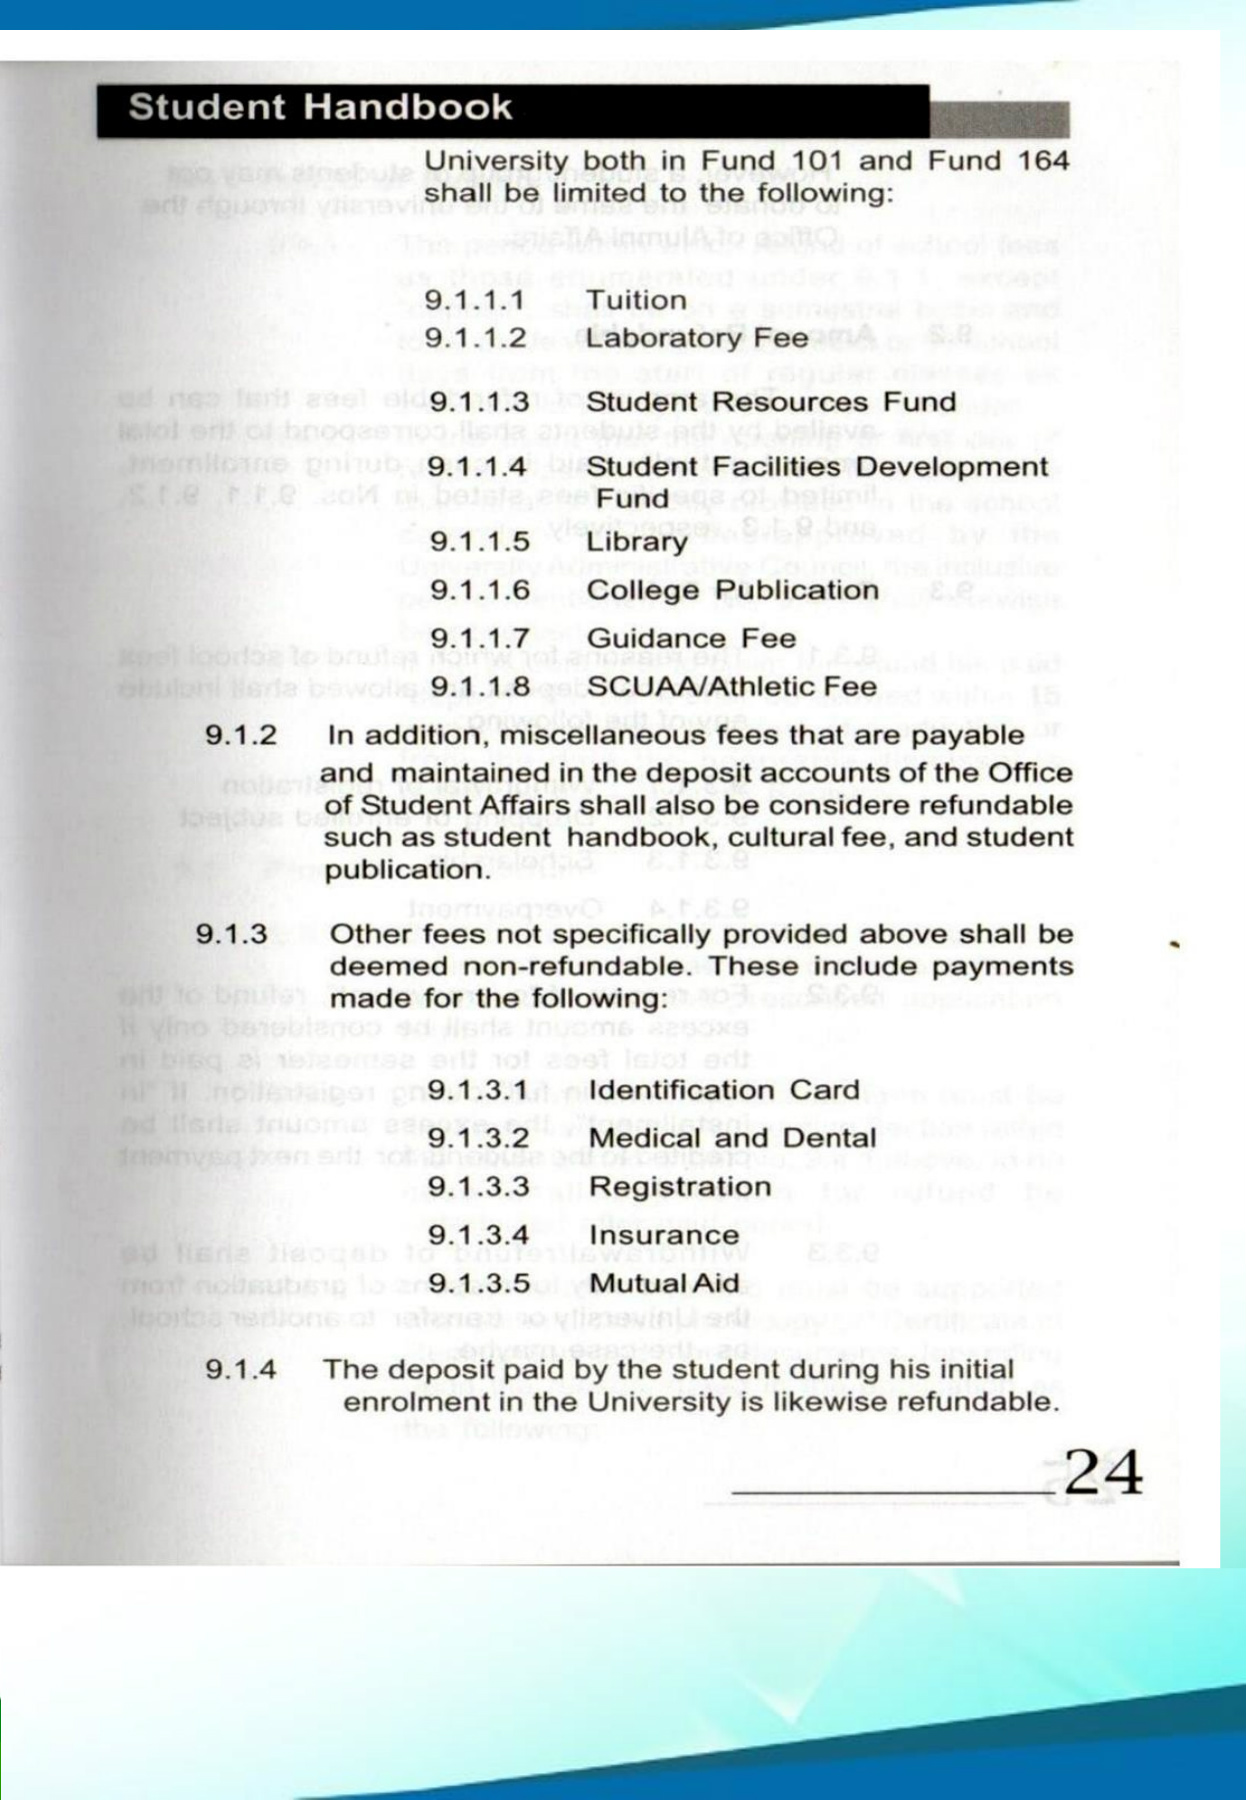 Student Handbook
University both in Fund 101 and Fund 164
shall be limited to the following:
9.1.1.1 Tuition
9.1.1.2 Laboratory Fee
9.1.1.3 Student Resources Fund
9.1.1.4 Student Facilities Development
Fund
9.1.1.5 Library
9.1.1.6 College Publication
9.1.1.7 Guidance Fee
9.1.1.8 SCUAA/Athletic Fee
9.1.2 In addition, miscellaneous fees that are payable
and maintained in the deposit accounts of the Office
of Student Affairs shall also be considere refundable
such as student handbook, cultural fee, and student
publication.
9.1.3 Other fees not specifically provided above shall be
deemed non-refundable. These include payments
made for the following:
9.1.3.1 Identification Card
9.1.3.2 Medical and Dental
9.1.3.3 Registration
9.1.3.4 Insurance
9.1.3.5 Mutual Aid
9.1.4 The deposit paid by the student during his initial
enrolment in the University is likewise refundable.
24